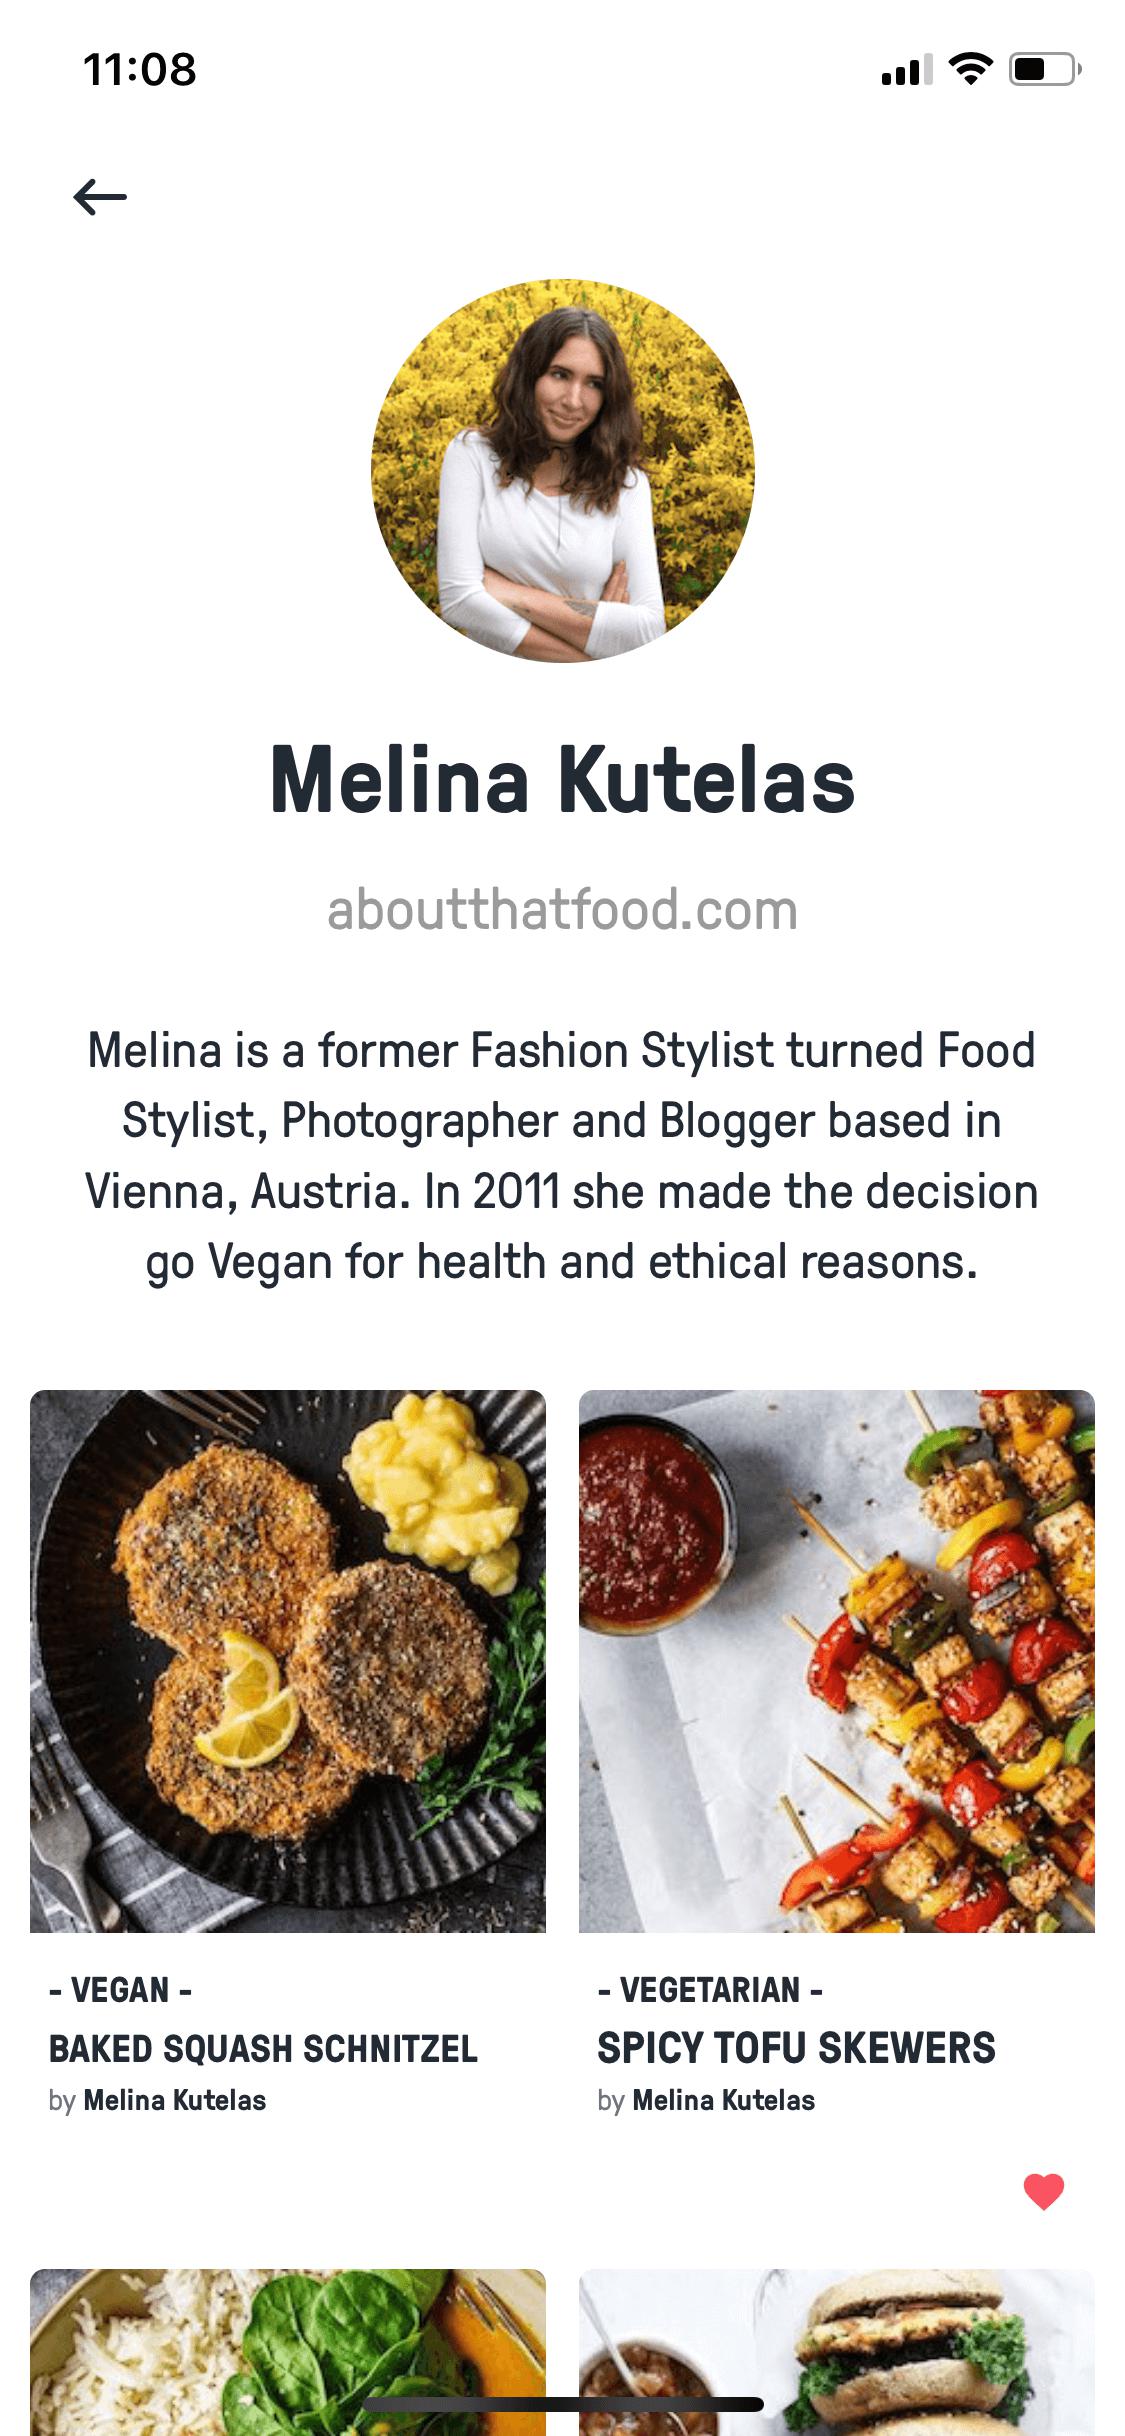 11:08
Melina Kutelas
aboutthatfood.com
Melina is a former Fashion Stylist turned Food
Stylist, Photographer and Blogger based in
Vienna, Austria. In 2011 she made the decision
go Vegan for health and ethical reasons.
- VEGAN -
BAKED SQUASH SCHNITZEL
by Melina Kutelas
- VEGETARIAN -
SPICY TOFU SKEWERS
by Melina Kutelas